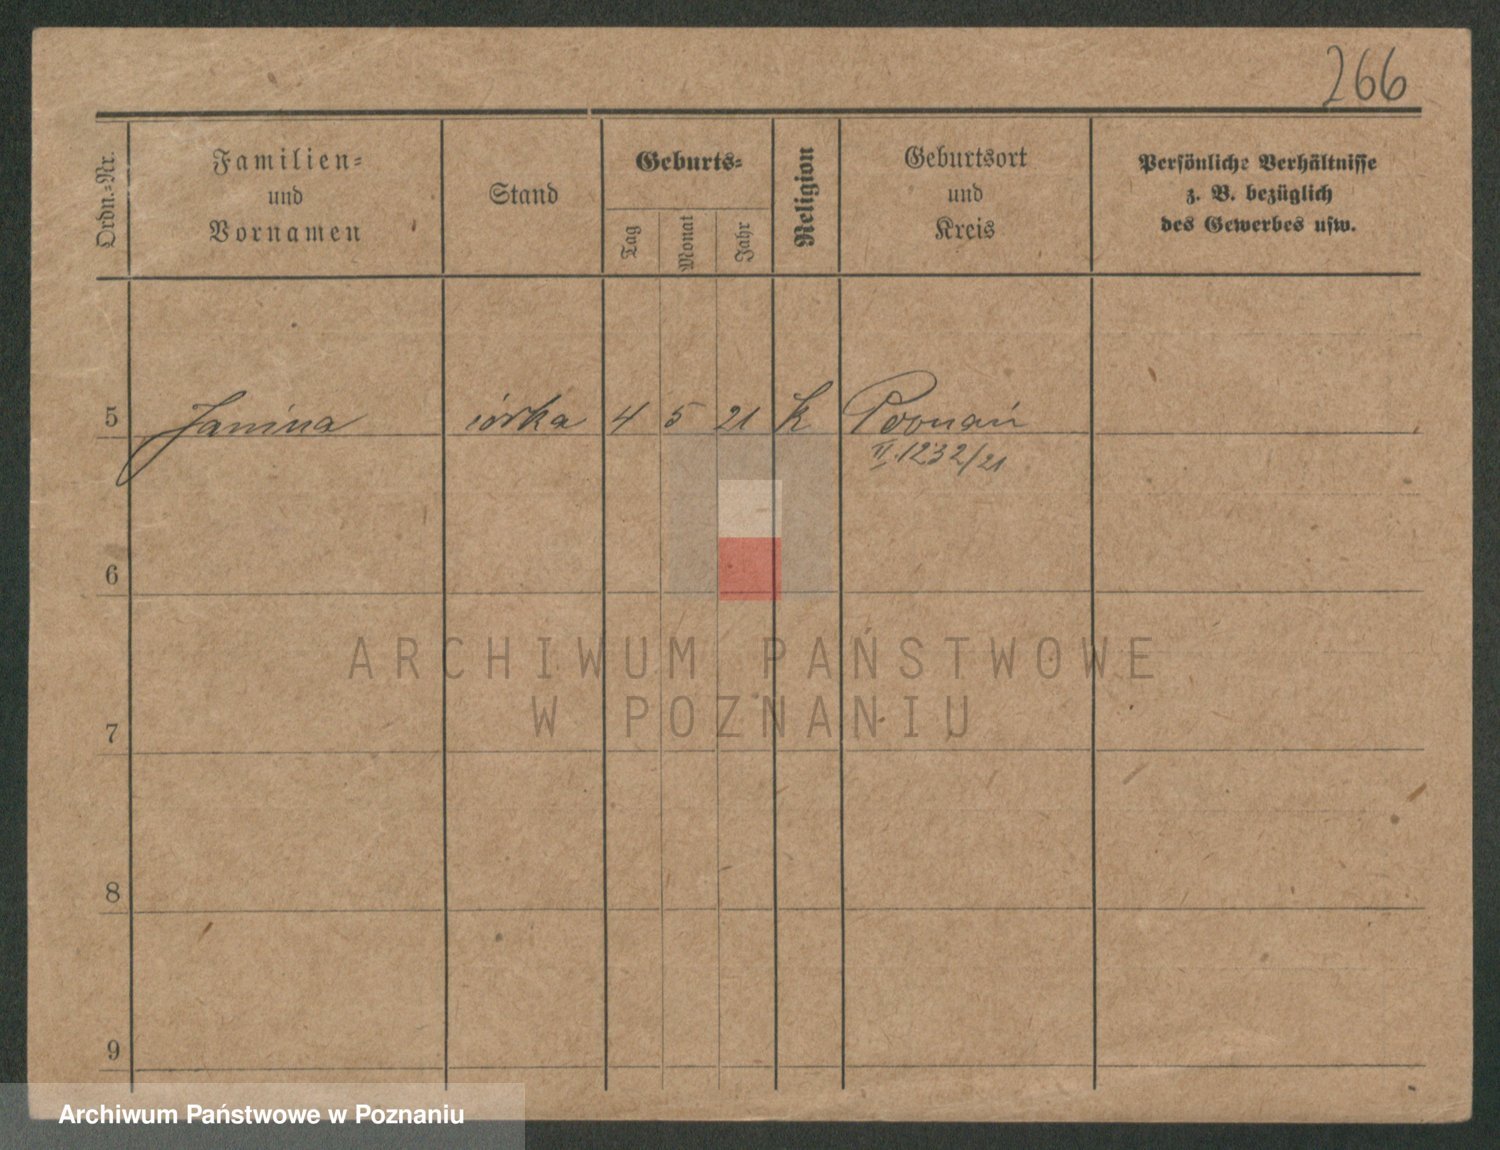 266
Ordn.-Nr.
Familien-
und
Vornamen
Stand
Geburts-
Tag
Monat
Jahr
Religion
Geburtsort
und
Kreis
Persönliche Verhältnisse
z. B. bezüglich
des Gewerbes usw.
5 Janina córka 4 5 21 k Poznań
II. 1232/21
6
ARCHIWUM PAŃSTWOWE
W POZNANIU
7
8
9
Archiwum Państwowe w Poznaniu